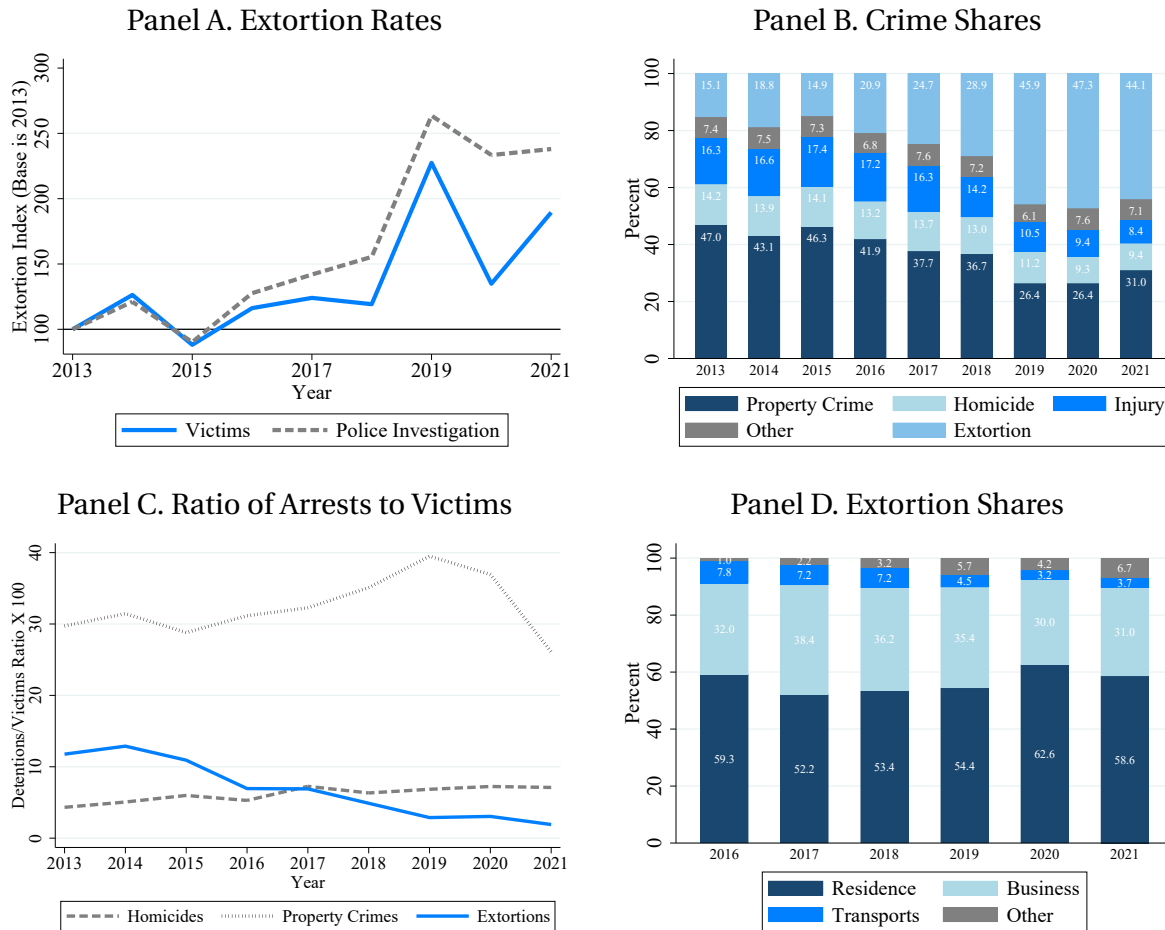 Panel A. Extortion Rates
Extortion Index (Base is 2013)
300
250
200
150
100
2013 2015 2017 2019 2021
Year
Victims Police Investigation
Panel B. Crime Shares
Percent
100
80
60
40
20
0
15.1 18.8 14.9 20.9 24.7 28.9 45.9 47.3 44.1
7.4 7.5 7.3 6.8 7.6 7.2 6.1 7.6 7.1
16.3 16.6 17.4 17.2 16.3 14.2 10.5 9.4 8.4
14.2 13.9 14.1 13.2 13.7 13.0 11.2 9.3 9.4
47.0 43.1 46.3 41.9 37.7 36.7 26.4 26.4 31.0
2013 2014 2015 2016 2017 2018 2019 2020 2021
Property Crime Homicide Injury
Other Extortion
Panel C. Ratio of Arrests to Victims
Detentions/Victims Ratio X 100
40
30
20
10
0
2013 2014 2015 2016 2017 2018 2019 2020 2021
Year
Homicides Property Crimes Extortions
Panel D. Extortion Shares
Percent
100
80
60
40
20
0
1.0 2.2 3.2 5.7 4.2 6.7
7.8 7.2 7.2 4.5 3.2 3.7
32.0 38.4 36.2 35.4 30.0 31.0
59.3 52.2 53.4 54.4 62.6 58.6
2016 2017 2018 2019 2020 2021
Residence Business
Transports Other